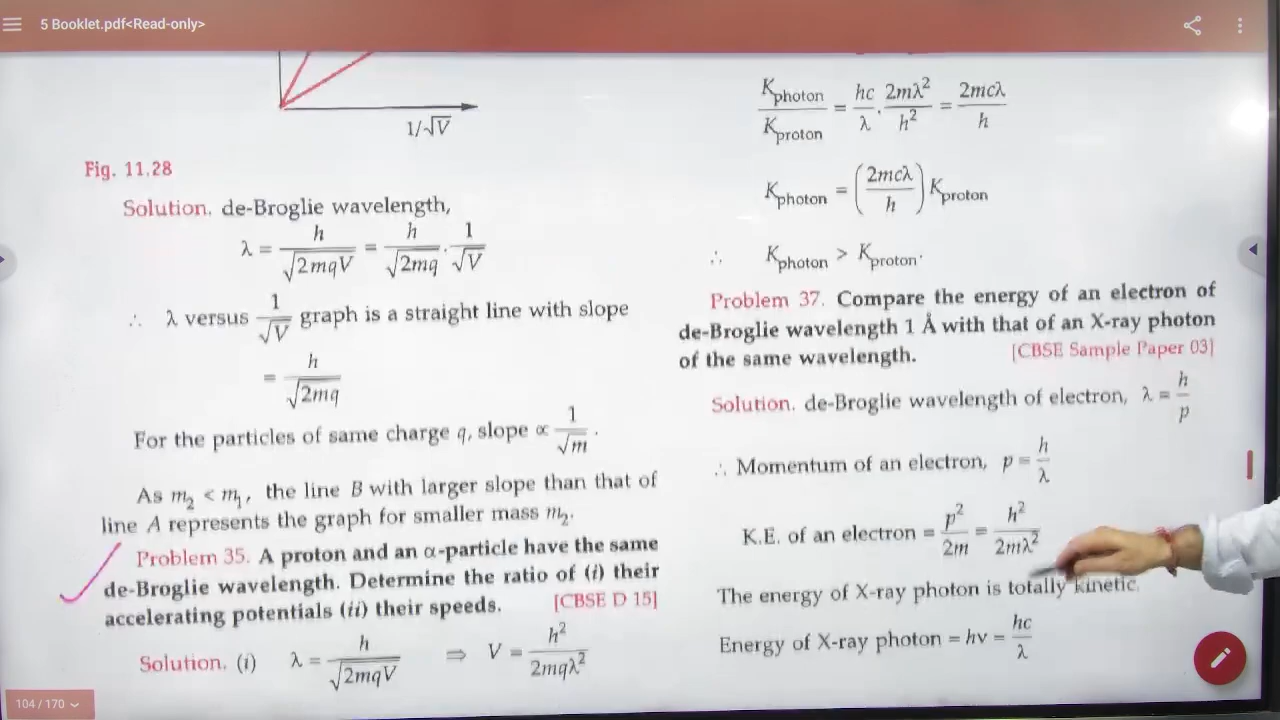 5 Booklet.pdf<Read-only>
1/√V
Fig. 11.28
Solution. de-Broglie wavelength,
λ = h/√2mqV = h/√2mq · 1/√V
∴ λ versus 1/√V graph is a straight line with slope
= h/√2mq
For the particles of same charge q, slope ∝ 1/√m .
As m₂ < m₁, the line B with larger slope than that of
line A represents the graph for smaller mass m₂.
Problem 35. A proton and an α-particle have the same
de-Broglie wavelength. Determine the ratio of (i) their
accelerating potentials (ii) their speeds. [CBSE D 15]
Solution. (i) λ = h/√2mqV ⇒ V = h²/2mqλ²
K_photon/K_proton = hc/λ · 2mλ²/h² = 2mcλ/h
K_photon = (2mcλ/h) K_proton
∴ K_photon > K_proton.
Problem 37. Compare the energy of an electron of
de-Broglie wavelength 1 Å with that of an X-ray photon
of the same wavelength. [CBSE Sample Paper 03]
Solution. de-Broglie wavelength of electron, λ = h/p
∴ Momentum of an electron, p = h/λ
K.E. of an electron = p²/2m = h²/2mλ²
The energy of X-ray photon is totally kinetic.
Energy of X-ray photon = hν = hc/λ
104 / 170